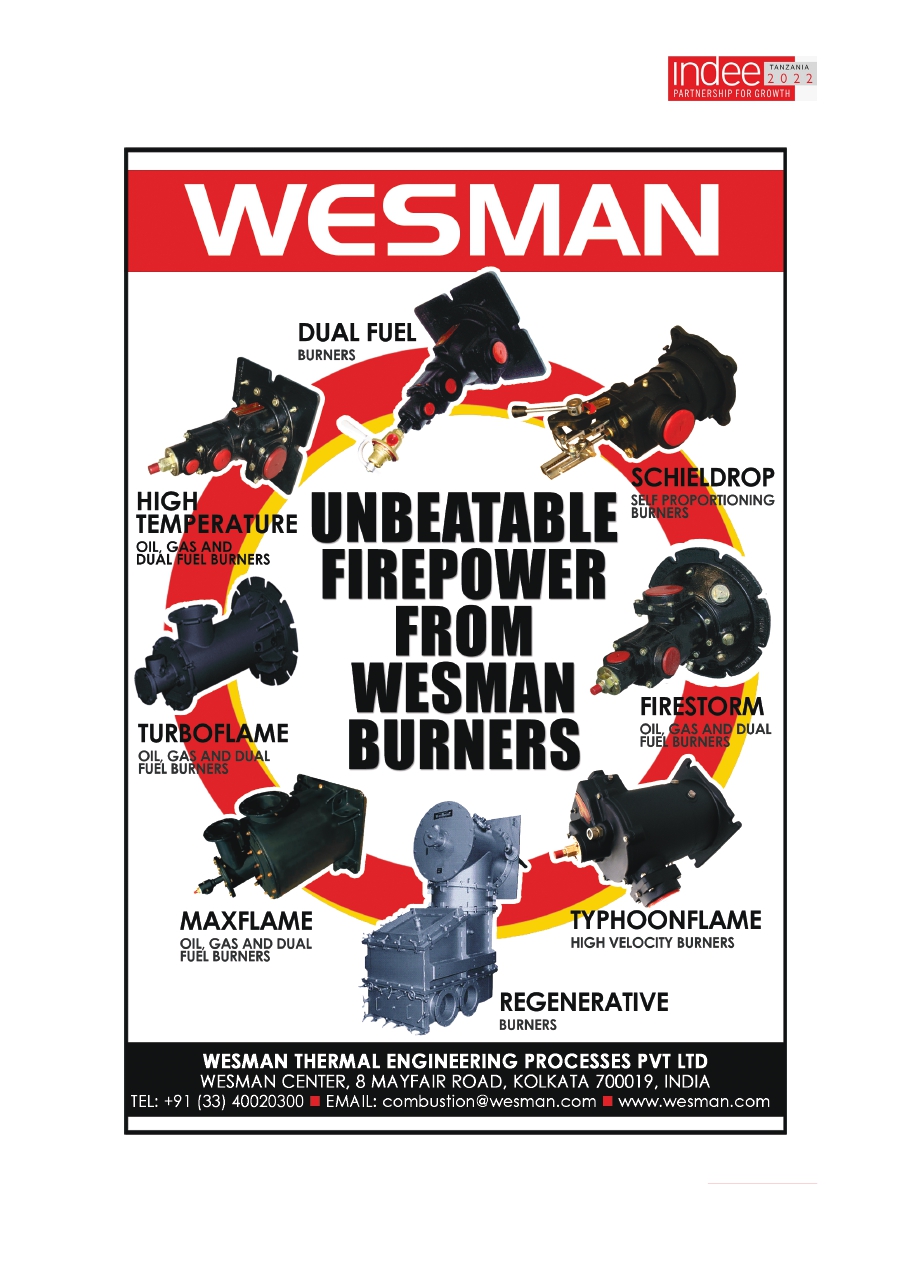 indee
TANZANIA
2022
PARTNERSHIP FOR GROWTH
WESMAN
DUAL FUEL
BURNERS
SCHIELDROP
SELF PROPORTIONING
BURNERS
HIGH
TEMPERATURE
OIL, GAS AND
DUAL FUEL BURNERS
UNBEATABLE
FIREPOWER
FROM
WESMAN
BURNERS
FIRESTORM
OIL, GAS AND DUAL
FUEL BURNERS
TURBOFLAME
OIL, GAS AND DUAL
FUEL BURNERS
MAXFLAME
OIL, GAS AND DUAL
FUEL BURNERS
TYPHOONFLAME
HIGH VELOCITY BURNERS
REGENERATIVE
BURNERS
WESMAN THERMAL ENGINEERING PROCESSES PVT LTD
WESMAN CENTER, 8 MAYFAIR ROAD, KOLKATA 700019, INDIA
TEL: +91 (33) 40020300 ■ EMAIL: combustion@wesman.com ■ www.wesman.com